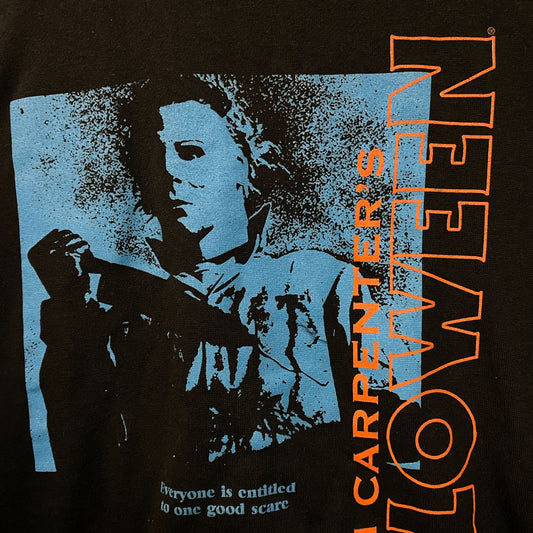 CARPENTER'S
LOWEEN
®
Everyone is entitled
to one good scare